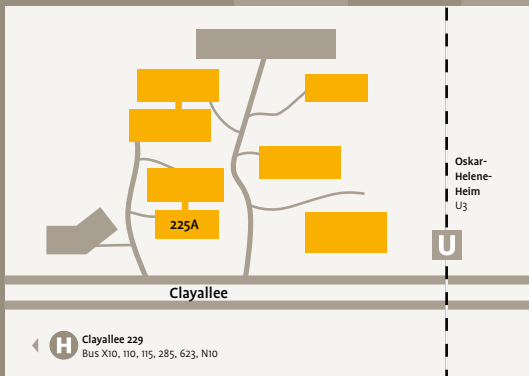 225A
Oskar-
Helene-
Heim
U3
U
Clayallee
H
Clayallee 229
Bus X10, 110, 115, 285, 623, N10